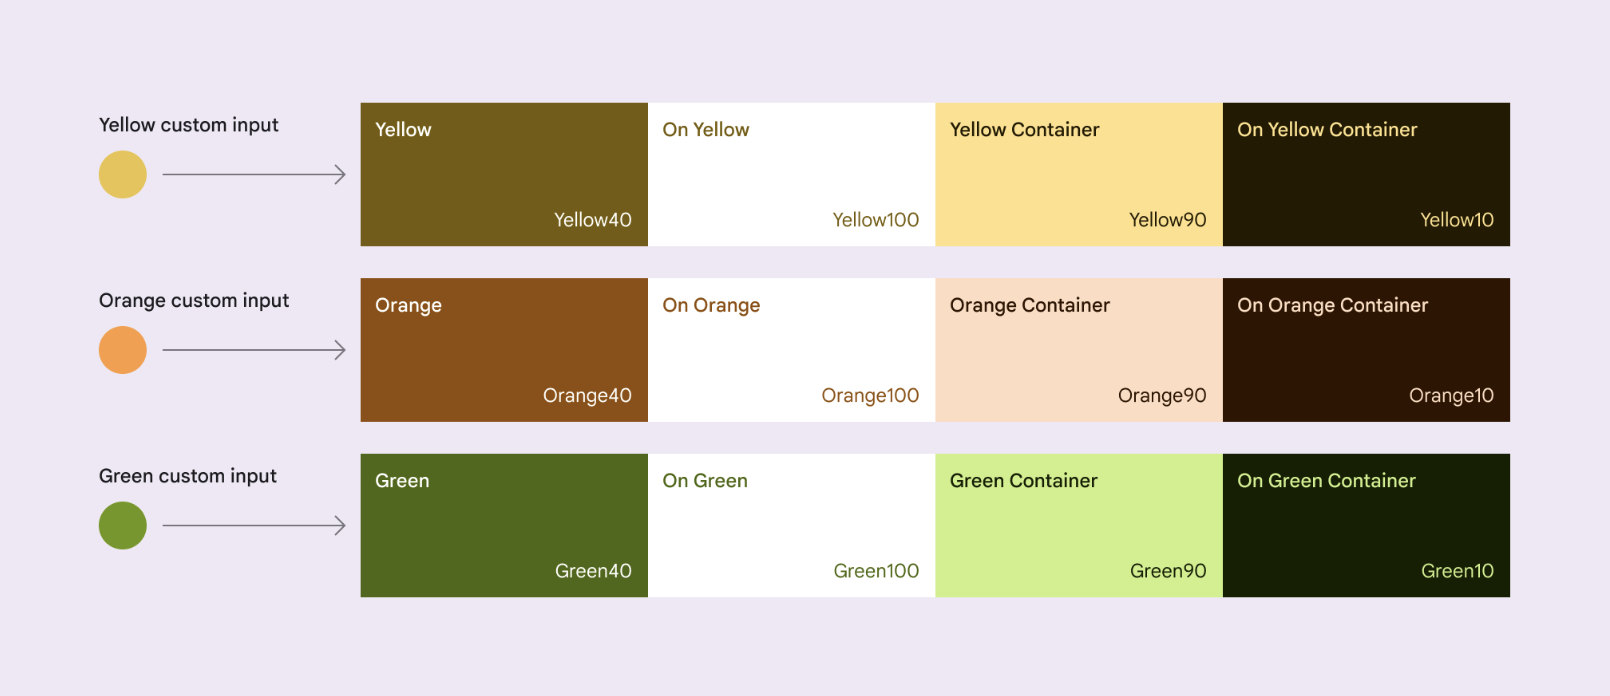 Yellow custom input
Yellow
On Yellow
Yellow Container
On Yellow Container
Yellow40
Yellow100
Yellow90
Yellow10
Orange custom input
Orange
On Orange
Orange Container
On Orange Container
Orange40
Orange100
Orange90
Orange10
Green custom input
Green
On Green
Green Container
On Green Container
Green40
Green100
Green90
Green10